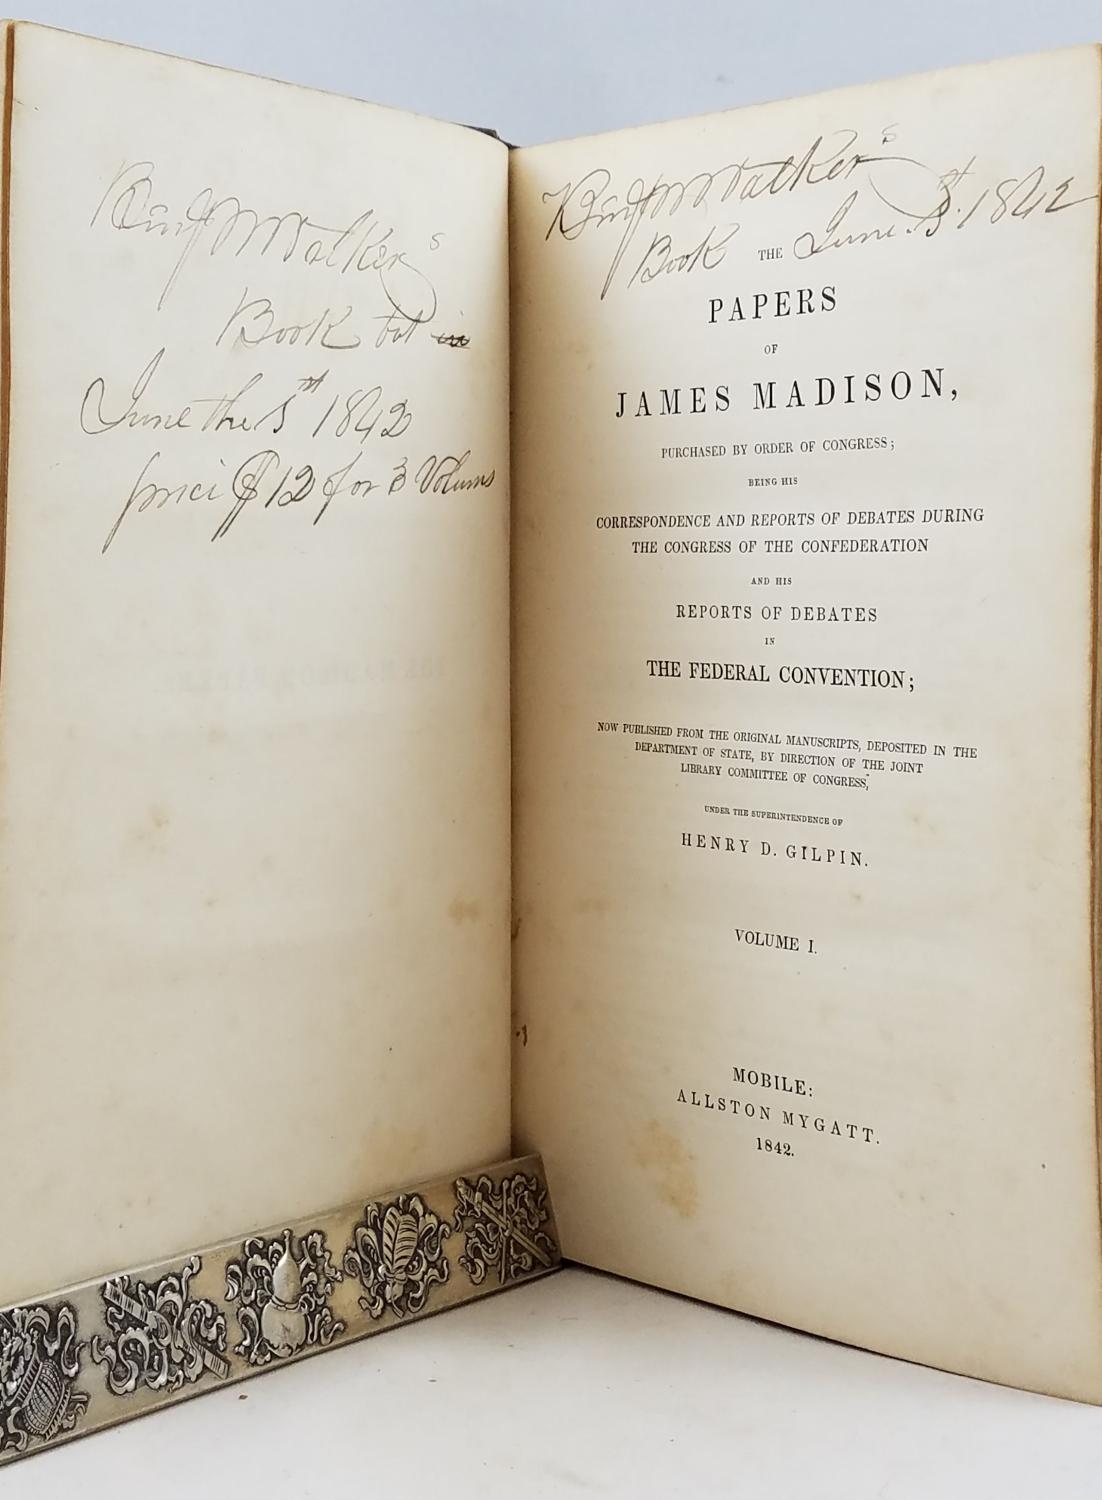 Benj M Walker's
Book bot in
June the 1st 1842
price $12 for 3 Volums
Benj M Walker's
Book June 1st. 1842
THE
PAPERS
OF
JAMES MADISON,
PURCHASED BY ORDER OF CONGRESS;
BEING HIS
CORRESPONDENCE AND REPORTS OF DEBATES DURING
THE CONGRESS OF THE CONFEDERATION
AND HIS
REPORTS OF DEBATES
IN
THE FEDERAL CONVENTION;
NOW PUBLISHED FROM THE ORIGINAL MANUSCRIPTS, DEPOSITED IN THE
DEPARTMENT OF STATE, BY DIRECTION OF THE JOINT
LIBRARY COMMITTEE OF CONGRESS,
UNDER THE SUPERINTENDENCE OF
HENRY D. GILPIN.
VOLUME I.
MOBILE:
ALLSTON MYGATT.
1842.